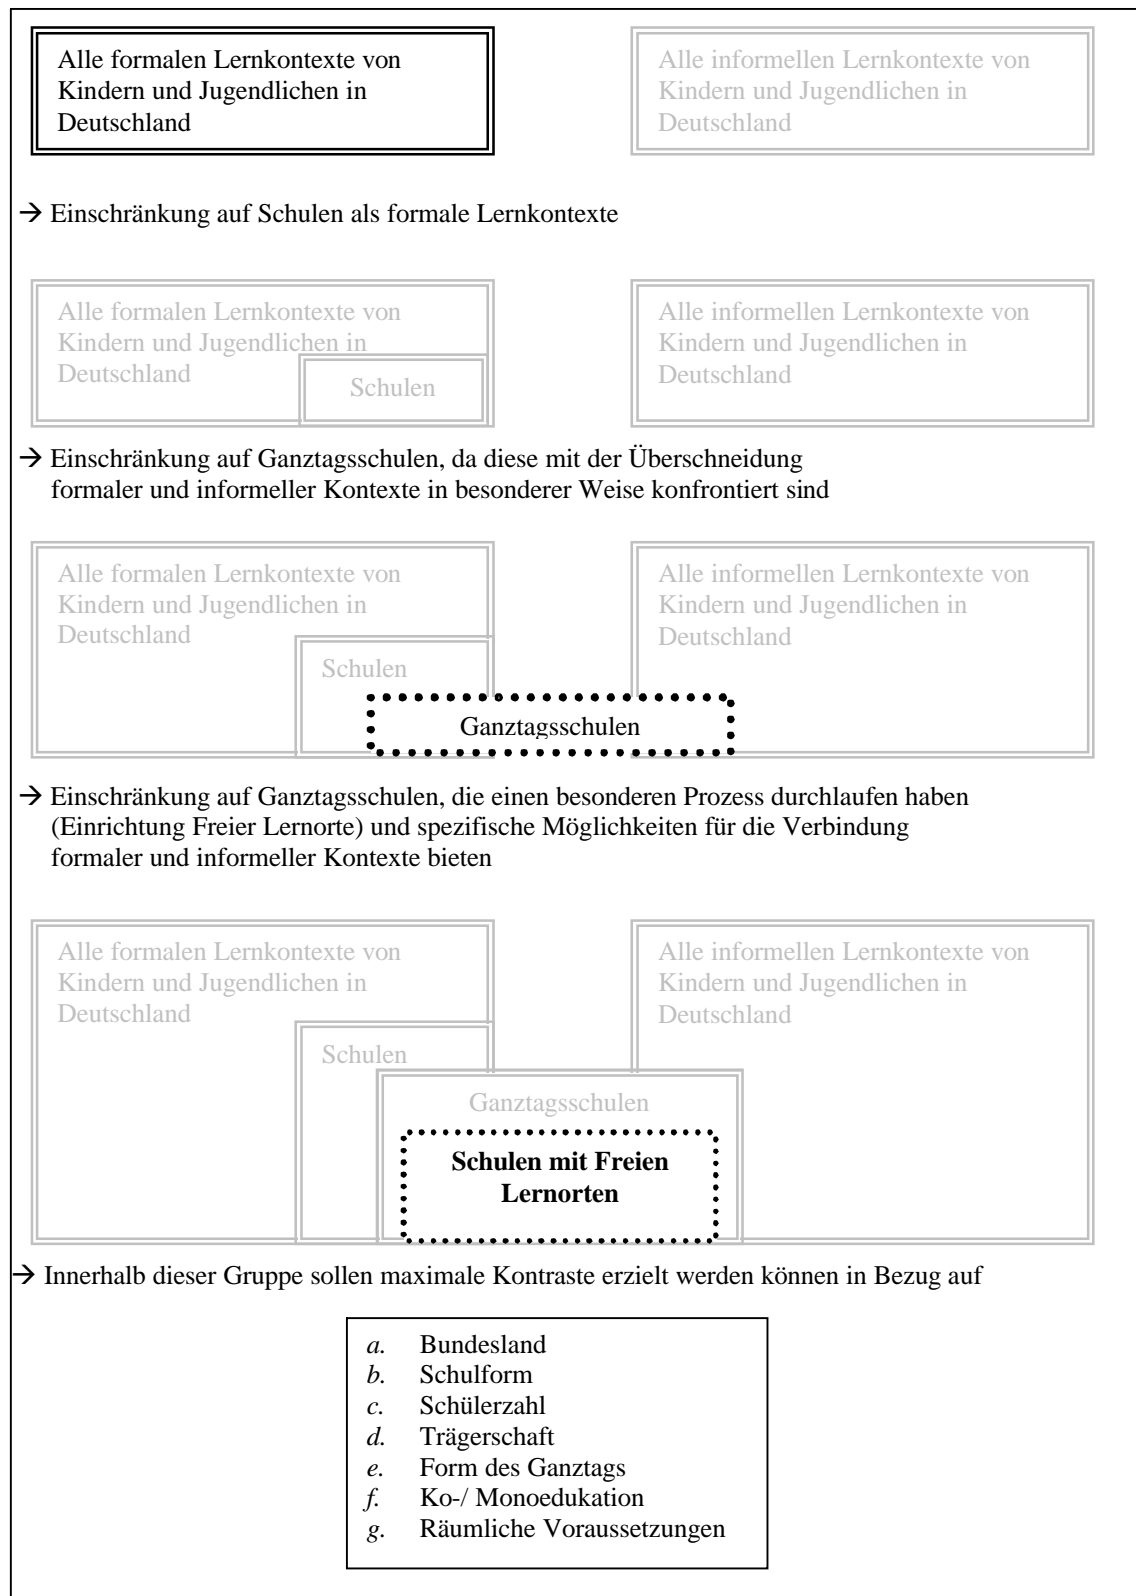 Alle formalen Lernkontexte von
Kindern und Jugendlichen in
Deutschland
Alle informellen Lernkontexte von
Kindern und Jugendlichen in
Deutschland
→ Einschränkung auf Schulen als formale Lernkontexte
Alle formalen Lernkontexte von
Kindern und Jugendlichen in
Deutschland
Schulen
Alle informellen Lernkontexte von
Kindern und Jugendlichen in
Deutschland
→ Einschränkung auf Ganztagsschulen, da diese mit der Überschneidung
formaler und informeller Kontexte in besonderer Weise konfrontiert sind
Alle formalen Lernkontexte von
Kindern und Jugendlichen in
Deutschland
Schulen
Alle informellen Lernkontexte von
Kindern und Jugendlichen in
Deutschland
Ganztagsschulen
→ Einschränkung auf Ganztagsschulen, die einen besonderen Prozess durchlaufen haben
(Einrichtung Freier Lernorte) und spezifische Möglichkeiten für die Verbindung
formaler und informeller Kontexte bieten
Alle formalen Lernkontexte von
Kindern und Jugendlichen in
Deutschland
Schulen
Alle informellen Lernkontexte von
Kindern und Jugendlichen in
Deutschland
Ganztagsschulen
Schulen mit Freien
Lernorten
→ Innerhalb dieser Gruppe sollen maximale Kontraste erzielt werden können in Bezug auf
a. Bundesland
b. Schulform
c. Schülerzahl
d. Trägerschaft
e. Form des Ganztags
f. Ko-/ Monoedukation
g. Räumliche Voraussetzungen